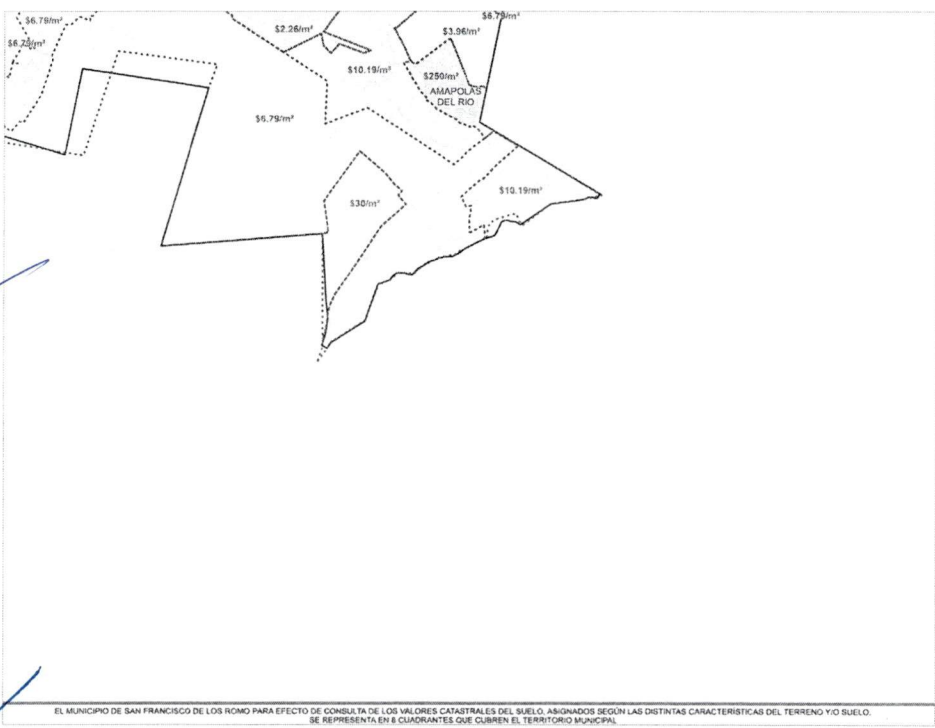 $6.79/m²
$6.79/m²
$2.26/m²
$6.79/m²
$3.96/m²
$10.19/m²
$250/m²
AMAPOLAS
DEL RIO
$6.79/m²
$30/m²
$10.19/m²
EL MUNICIPIO DE SAN FRANCISCO DE LOS ROMO PARA EFECTO DE CONSULTA DE LOS VALORES CATASTRALES DEL SUELO, ASIGNADOS SEGÚN LAS DISTINTAS CARACTERISTICAS DEL TERRENO Y/O SUELO,
SE REPRESENTA EN 8 CUADRANTES QUE CUBREN EL TERRITORIO MUNICIPAL